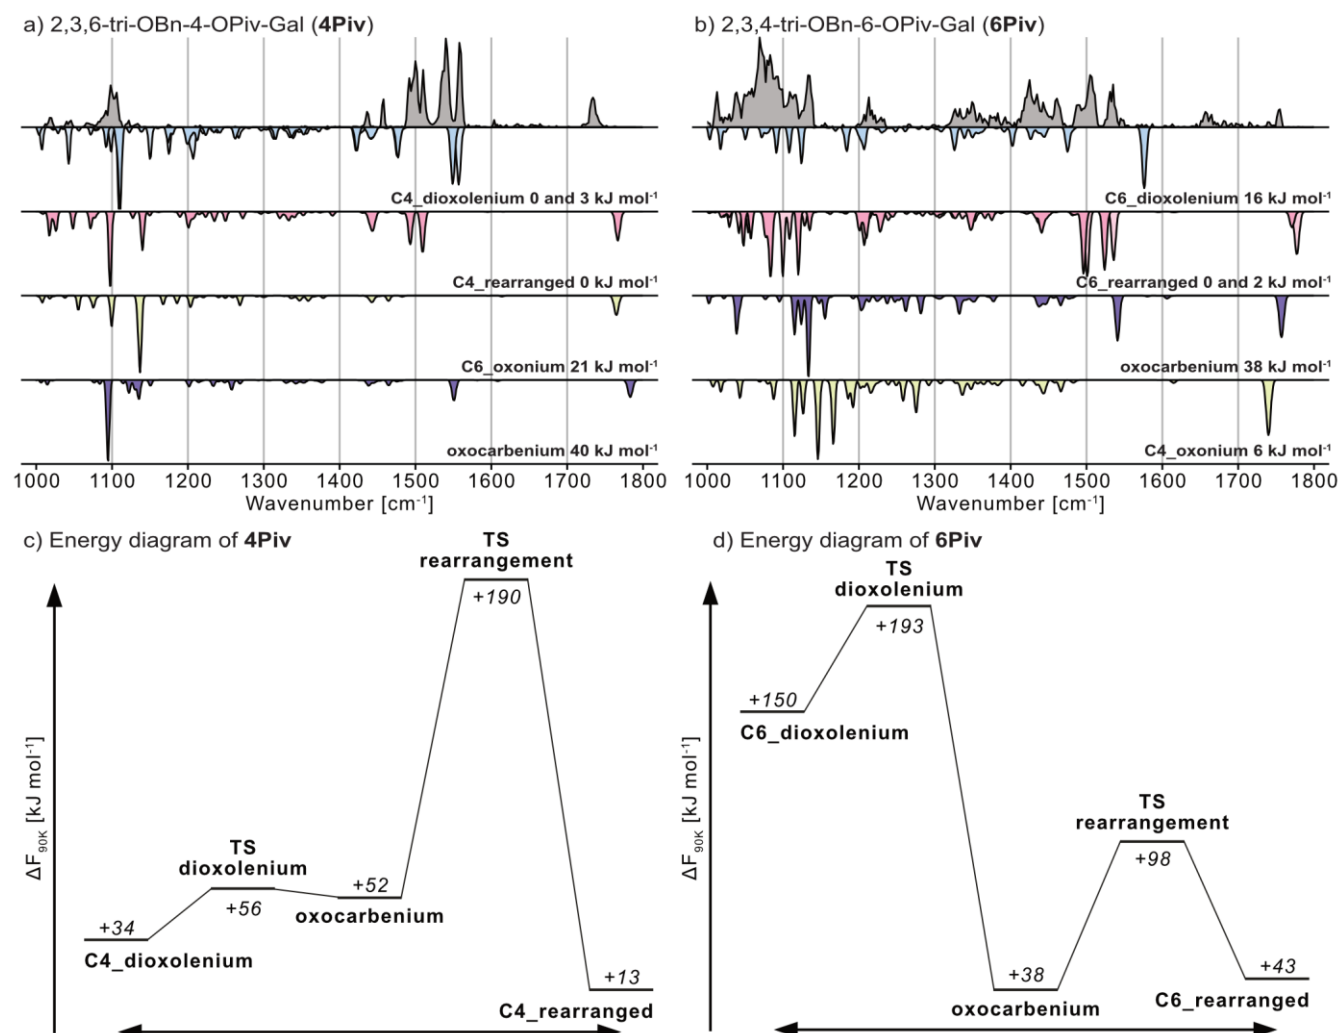 a) 2,3,6-tri-OBn-4-OPiv-Gal (4Piv)
C4_dioxolenium 0 and 3 kJ mol⁻¹
C4_rearranged 0 kJ mol⁻¹
C6_oxonium 21 kJ mol⁻¹
oxocarbenium 40 kJ mol⁻¹
1000 1100 1200 1300 1400 1500 1600 1700 1800
Wavenumber [cm⁻¹]
b) 2,3,4-tri-OBn-6-OPiv-Gal (6Piv)
C6_dioxolenium 16 kJ mol⁻¹
C6_rearranged 0 and 2 kJ mol⁻¹
oxocarbenium 38 kJ mol⁻¹
C4_oxonium 6 kJ mol⁻¹
1000 1100 1200 1300 1400 1500 1600 1700 1800
Wavenumber [cm⁻¹]
c) Energy diagram of 4Piv
ΔF90K [kJ mol⁻¹]
+34
C4_dioxolenium
TS
dioxolenium
+56
+52
oxocarbenium
TS
rearrangement
+190
+13
C4_rearranged
d) Energy diagram of 6Piv
ΔF90K [kJ mol⁻¹]
+150
C6_dioxolenium
TS
dioxolenium
+193
+38
oxocarbenium
TS
rearrangement
+98
+43
C6_rearranged